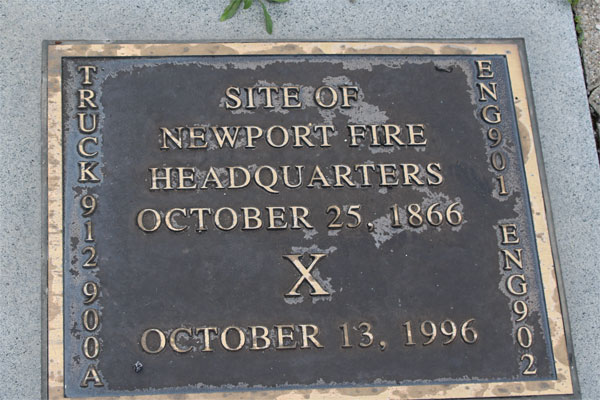 SITE OF
NEWPORT FIRE
HEADQUARTERS
OCTOBER 25, 1866
X
OCTOBER 13, 1996
TRUCK 912 900A
ENG901 ENG902